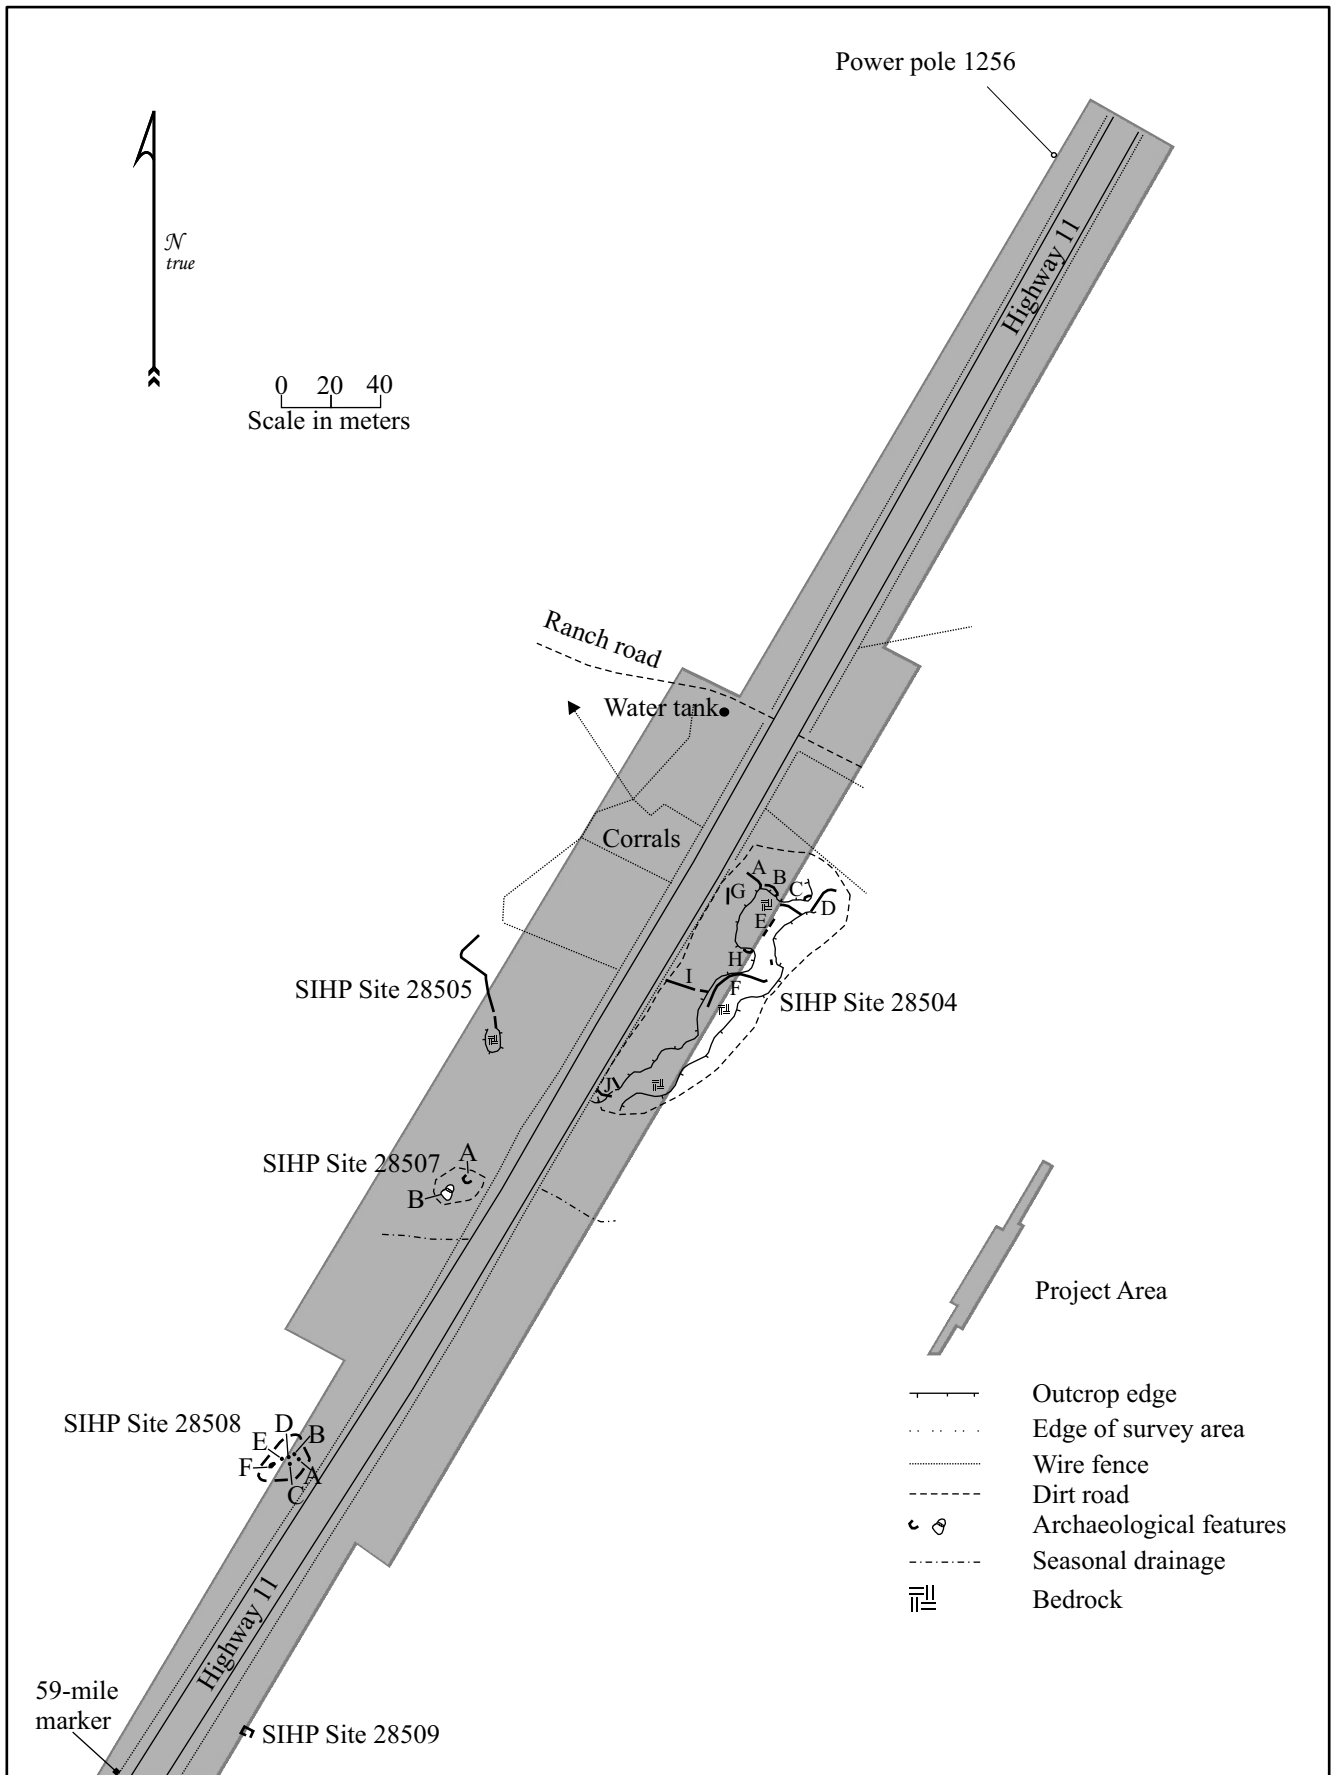 Power pole 1256
Highway 11
N
true
0 20 40
Scale in meters
Ranch road
Water tank
Corrals
A
B
C
G
D
E
H
I
F
SIHP Site 28505
SIHP Site 28504
J
SIHP Site 28507
A
B
Project Area
Outcrop edge
SIHP Site 28508
D
B
E
F
A
C
Edge of survey area
Wire fence
Dirt road
Archaeological features
Seasonal drainage
Bedrock
Highway 11
59-mile
marker
SIHP Site 28509